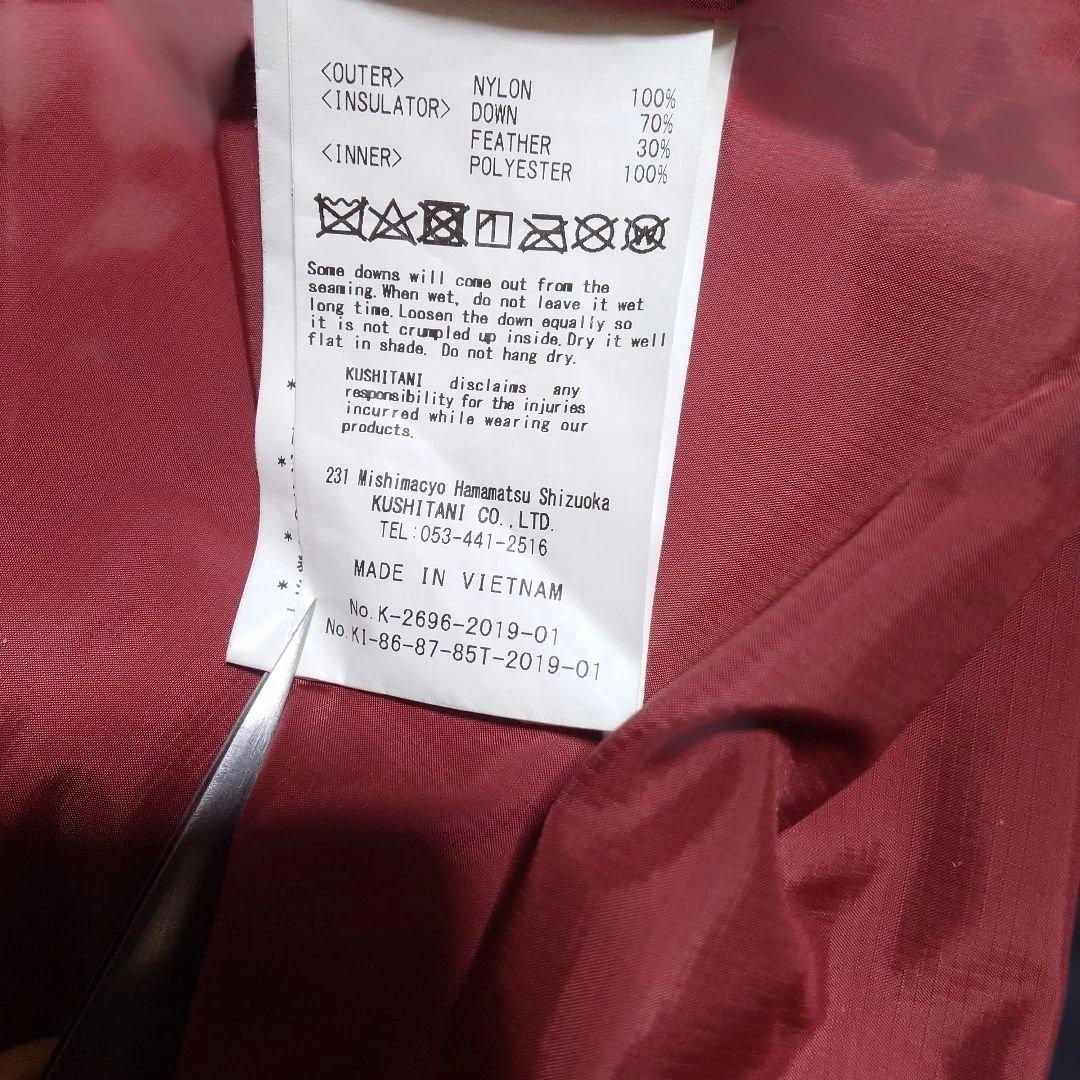 <OUTER> NYLON 100%
<INSULATOR> DOWN 70%
FEATHER 30%
<INNER> POLYESTER 100%
W
Some downs will come out from the
seaming.When wet, do not leave it wet
long time.Loosen the down equally so
it is not crumpled up inside.Dry it well
flat in shade. Do not hang dry.
KUSHITANI disclaims any
responsibility for the injuries
incurred while wearing our
products.
231 Mishimacyo Hamamatsu Shizuoka
KUSHITANI CO.,LTD.
TEL:053-441-2516
MADE IN VIETNAM
No.K-2696-2019-01
No.KI-86-87-85T-2019-01